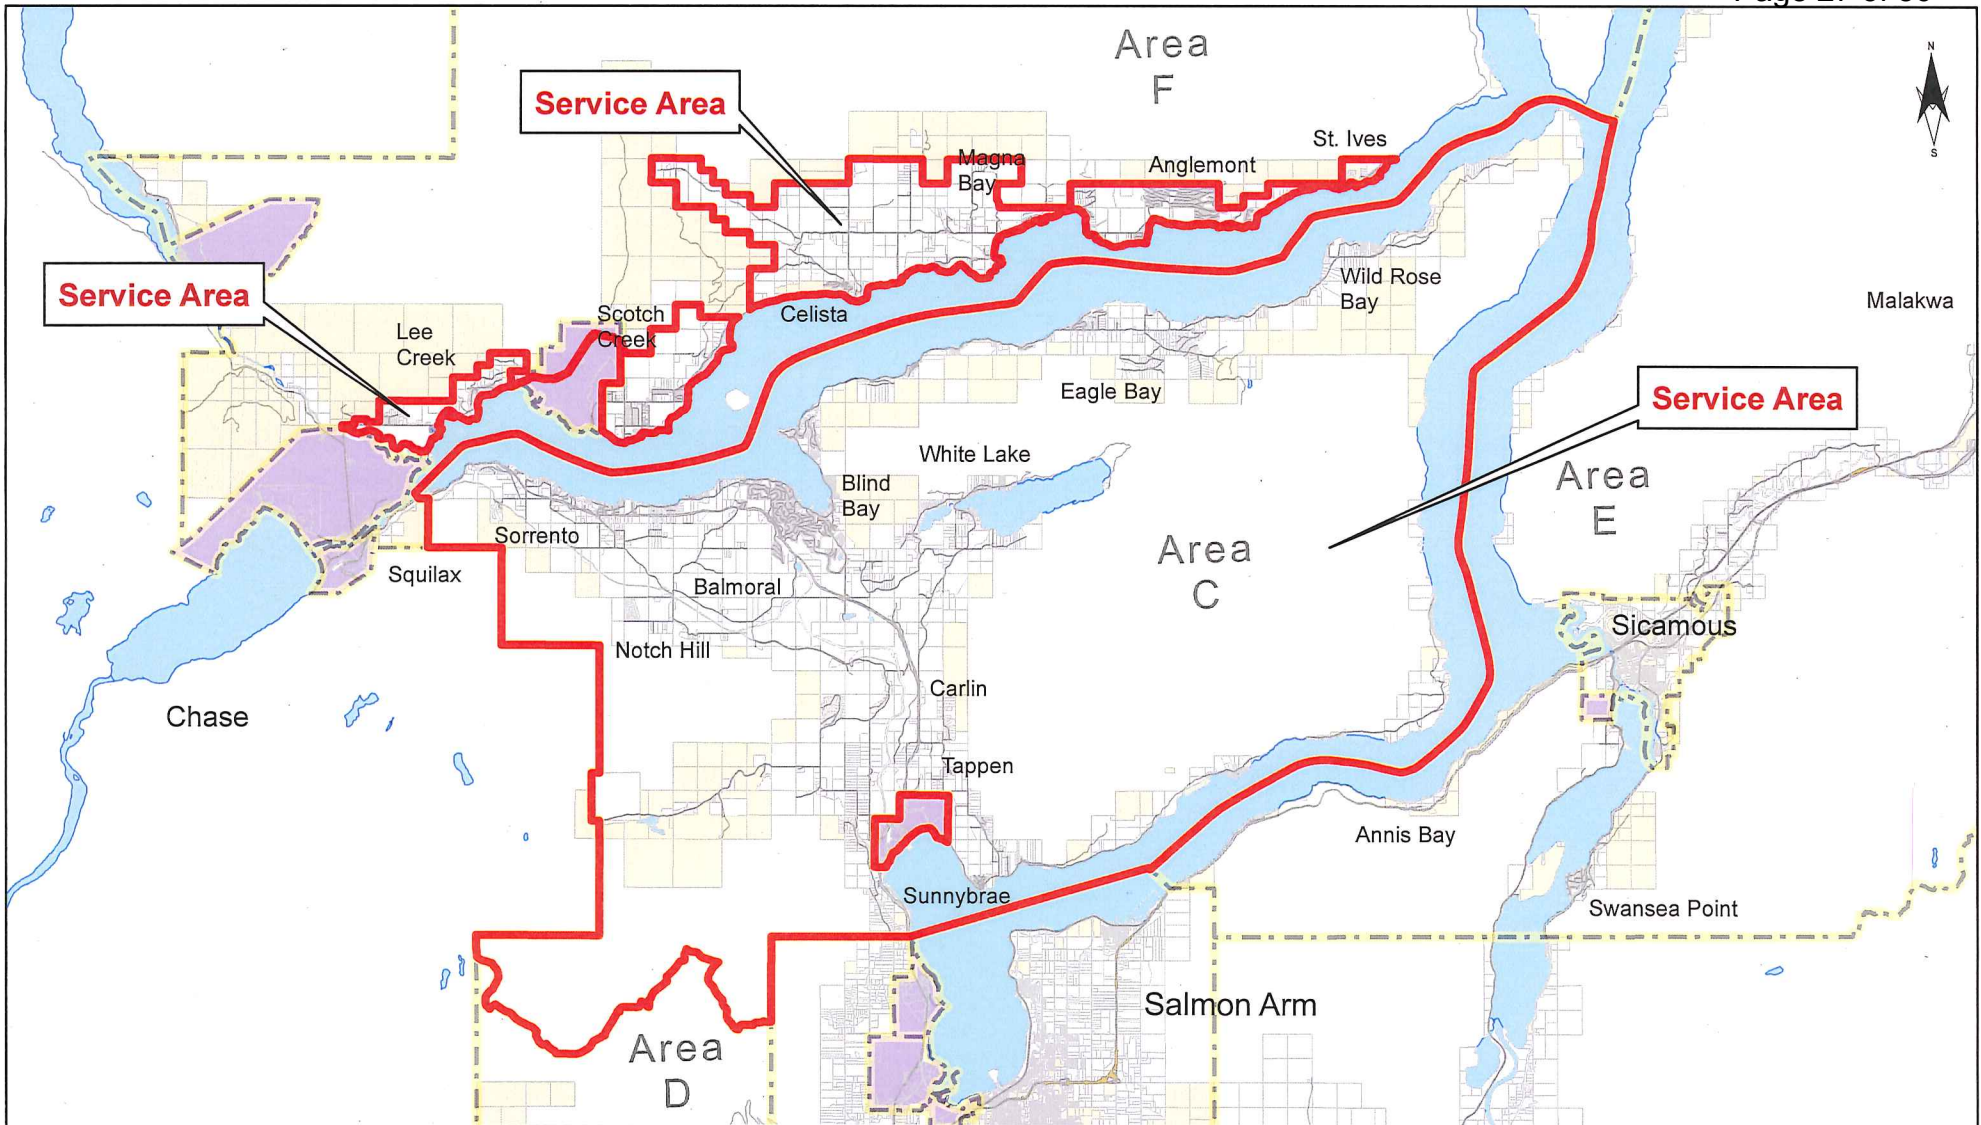 Area
F
N
S
Service Area
St. Ives
Magna
Bay
Anglemont
Service Area
Wild Rose
Bay
Malakwa
Scotch
Creek
Celista
Lee
Creek
Eagle Bay
Service Area
White Lake
Area
E
Blind
Bay
Sorrento
Area
C
Squilax
Balmoral
Sicamous
Notch Hill
Carlin
Chase
Tappen
Annis Bay
Sunnybrae
Swansea Point
Salmon Arm
Area
D